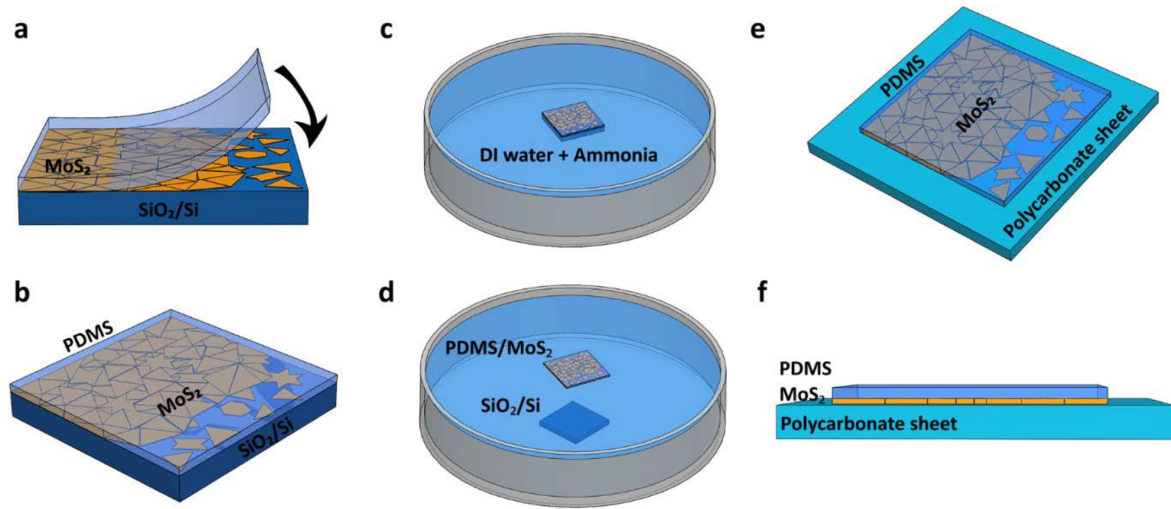 a
MoS₂
SiO₂/Si
b
PDMS
MoS₂
SiO₂/Si
c
DI water + Ammonia
d
PDMS/MoS₂
SiO₂/Si
e
PDMS
MoS₂
Polycarbonate sheet
f
PDMS
MoS₂
Polycarbonate sheet